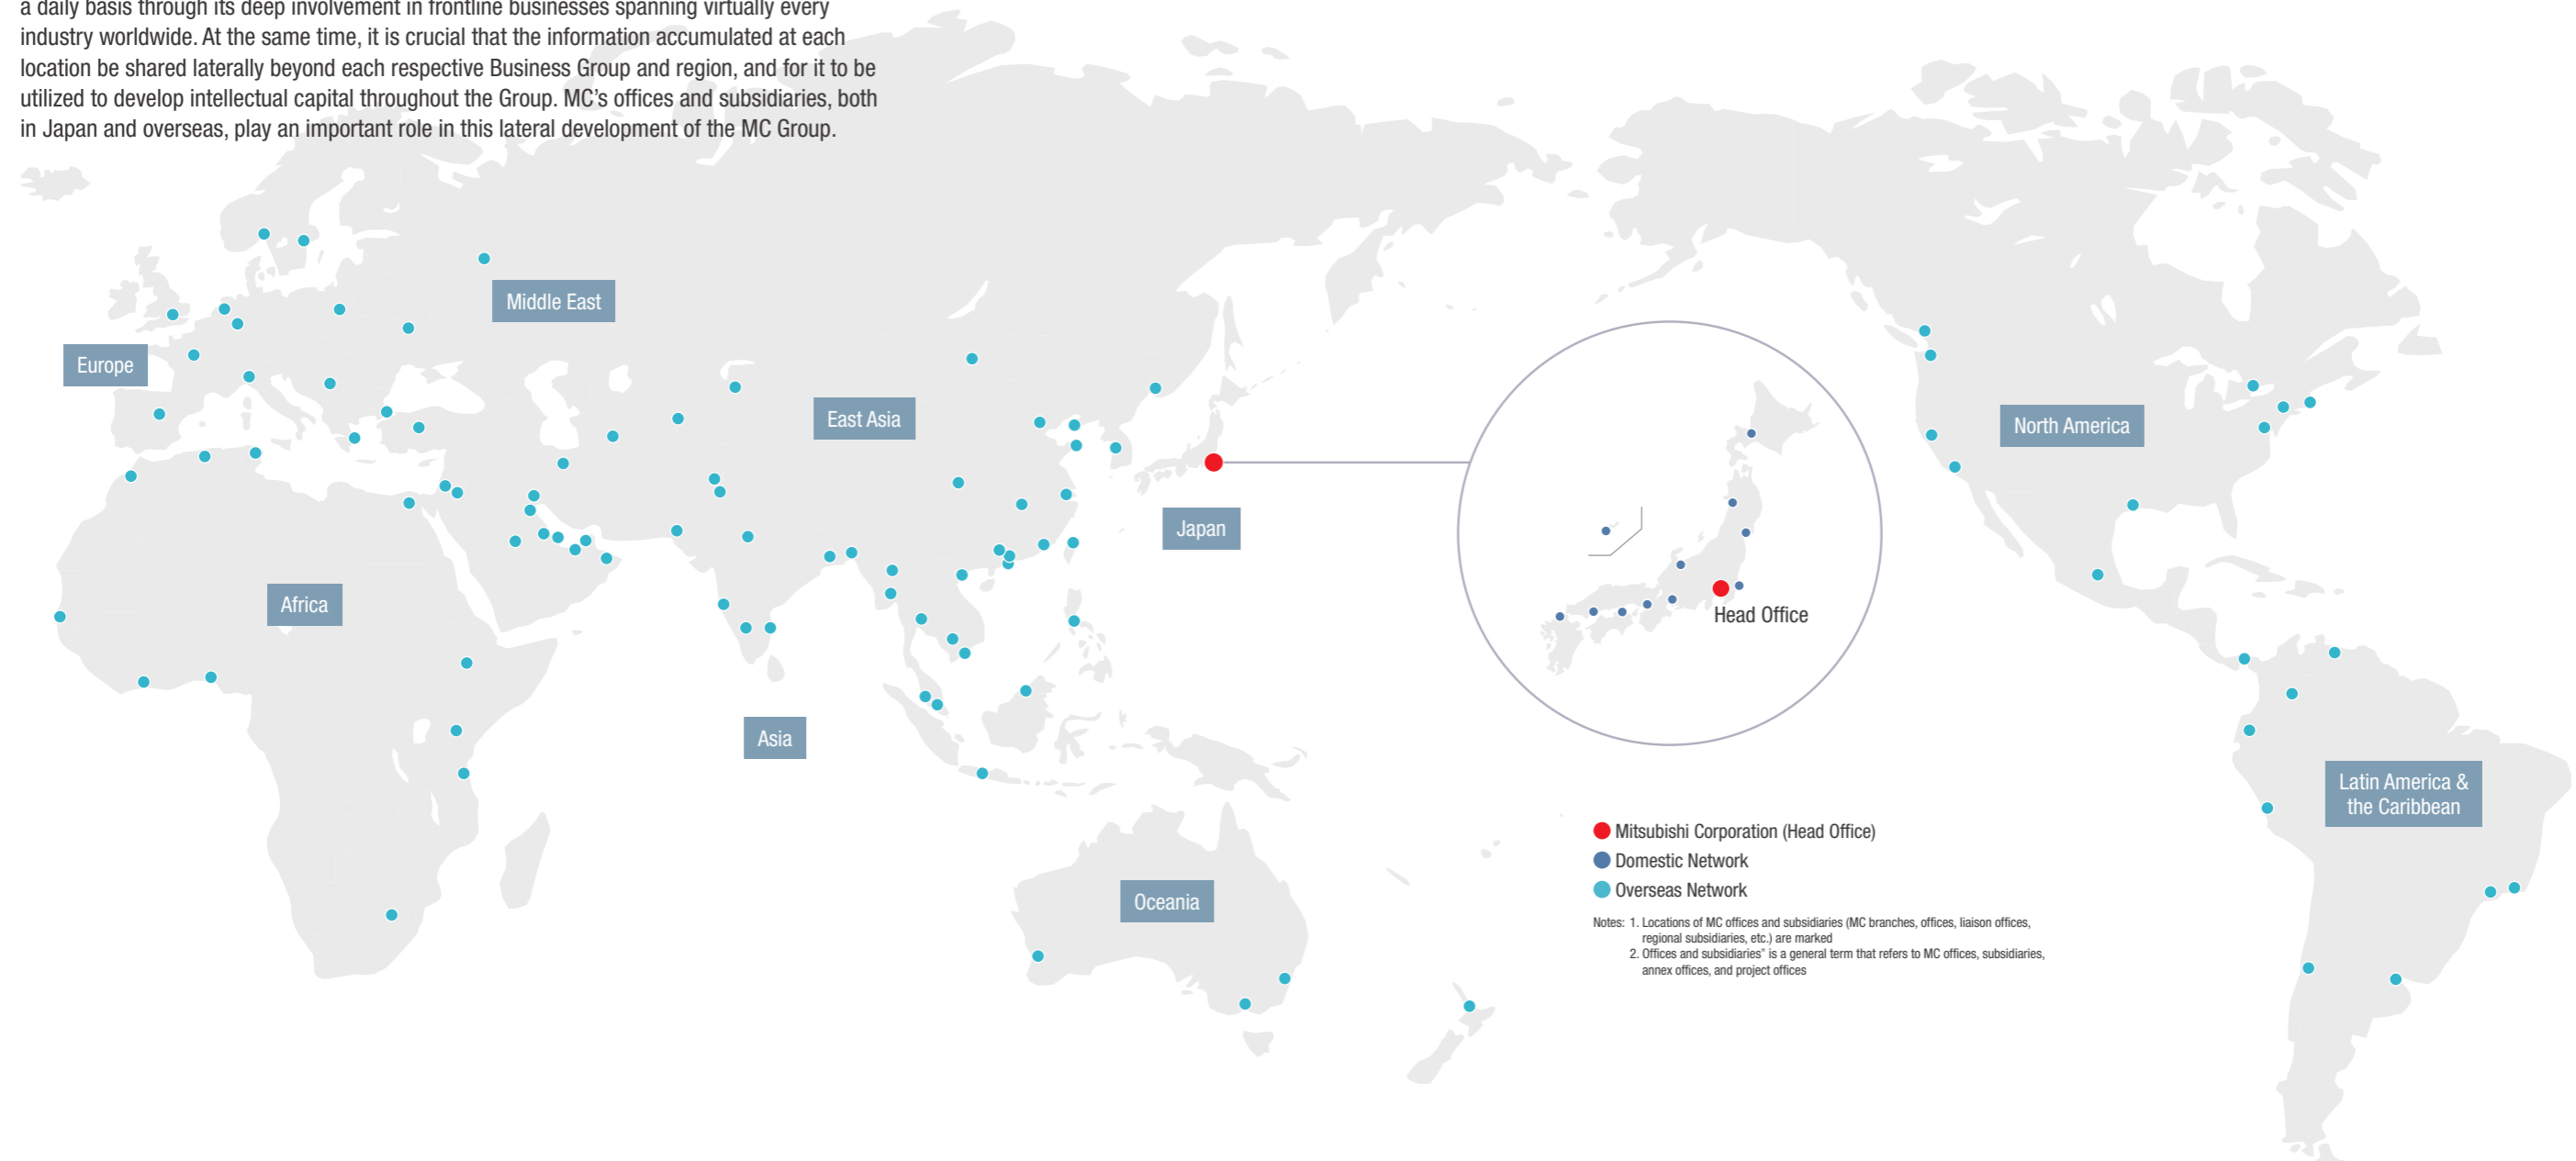 a daily basis through its deep involvement in frontline businesses spanning virtually every
industry worldwide. At the same time, it is crucial that the information accumulated at each
location be shared laterally beyond each respective Business Group and region, and for it to be
utilized to develop intellectual capital throughout the Group. MC's offices and subsidiaries, both
in Japan and overseas, play an important role in this lateral development of the MC Group.
Middle East
Europe
East Asia
North America
Japan
Africa
Head Office
Asia
Latin America &
the Caribbean
Oceania
Mitsubishi Corporation (Head Office)
Domestic Network
Overseas Network
Notes: 1. Locations of MC offices and subsidiaries (MC branches, offices, liaison offices,
regional subsidiaries, etc.) are marked
2. Offices and subsidiaries" is a general term that refers to MC offices, subsidiaries,
annex offices, and project offices